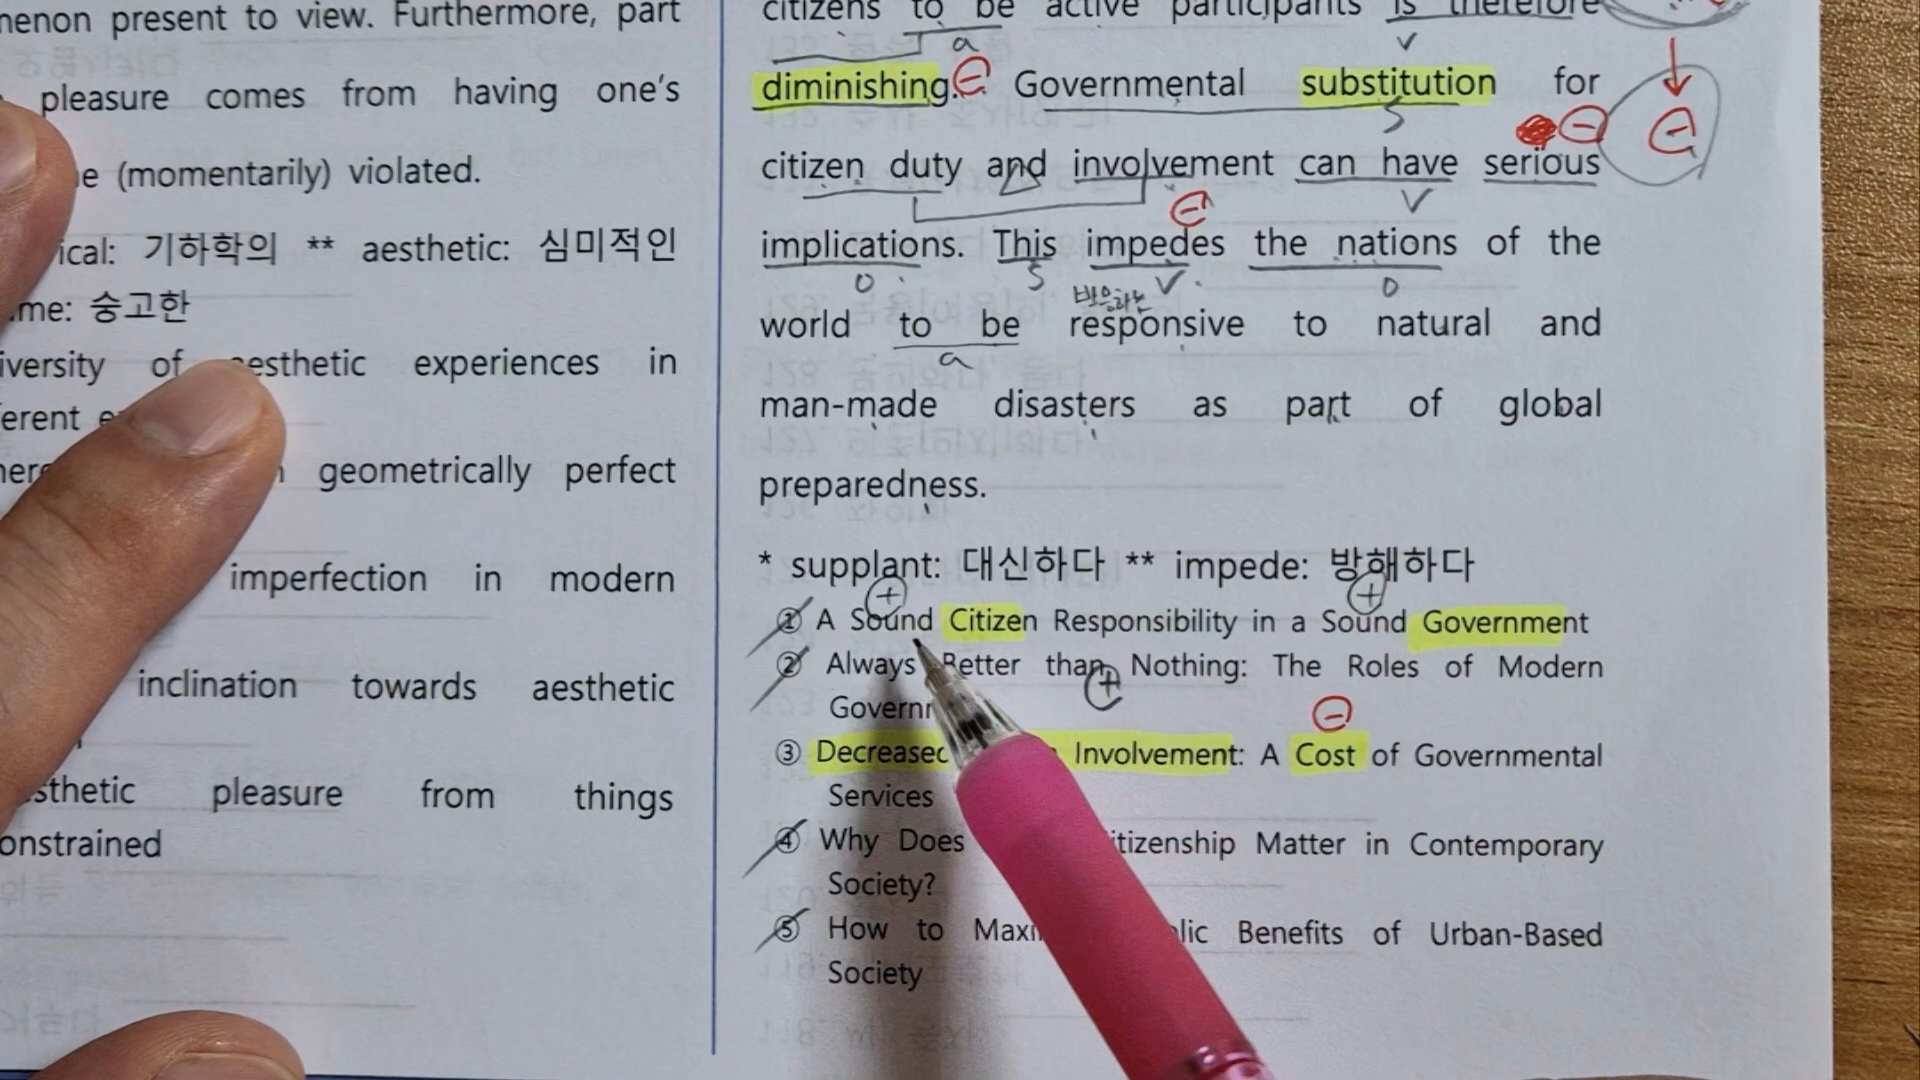 menon present to view. Furthermore, part
pleasure comes from having one's
(momentarily) violated.
ical: 기하학의 ** aesthetic: 심미적인
me: 숭고한
iversity of aesthetic experiences in
erent
geometrically perfect
imperfection in modern
inclination towards aesthetic
sthetic pleasure from things
onstrained
citizens to be active participants is therefore
a
v
diminishing. Governmental substitution for
s
citizen duty and involvement can have serious
v
implications. This impedes the nations of the
o s v o
반응하는
world to be responsive to natural and
a
man-made disasters as part of global
preparedness.
* supplant: 대신하다 ** impede: 방해하다
① A Sound Citizen Responsibility in a Sound Government
② Always Better than Nothing: The Roles of Modern
Governm
③ Decreased Involvement: A Cost of Governmental
Services
④ Why Does itizenship Matter in Contemporary
Society?
⑤ How to Maxi lic Benefits of Urban-Based
Society